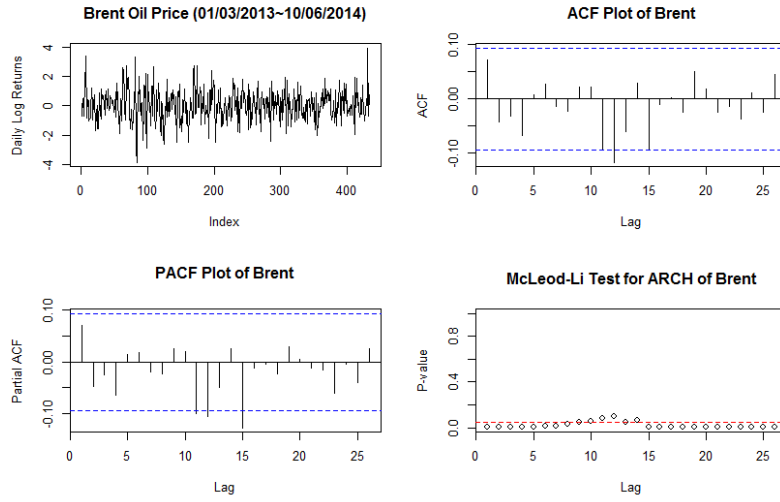 Brent Oil Price (01/03/2013~10/06/2014)
Daily Log Returns
4
2
0
-2
-4
0 100 200 300 400
Index
ACF Plot of Brent
ACF
0.10
0.00
-0.10
0 5 10 15 20 25
Lag
PACF Plot of Brent
Partial ACF
0.10
0.00
-0.10
0 5 10 15 20 25
Lag
McLeod-Li Test for ARCH of Brent
P-value
0.8
0.4
0.0
0 5 10 15 20 25
Lag